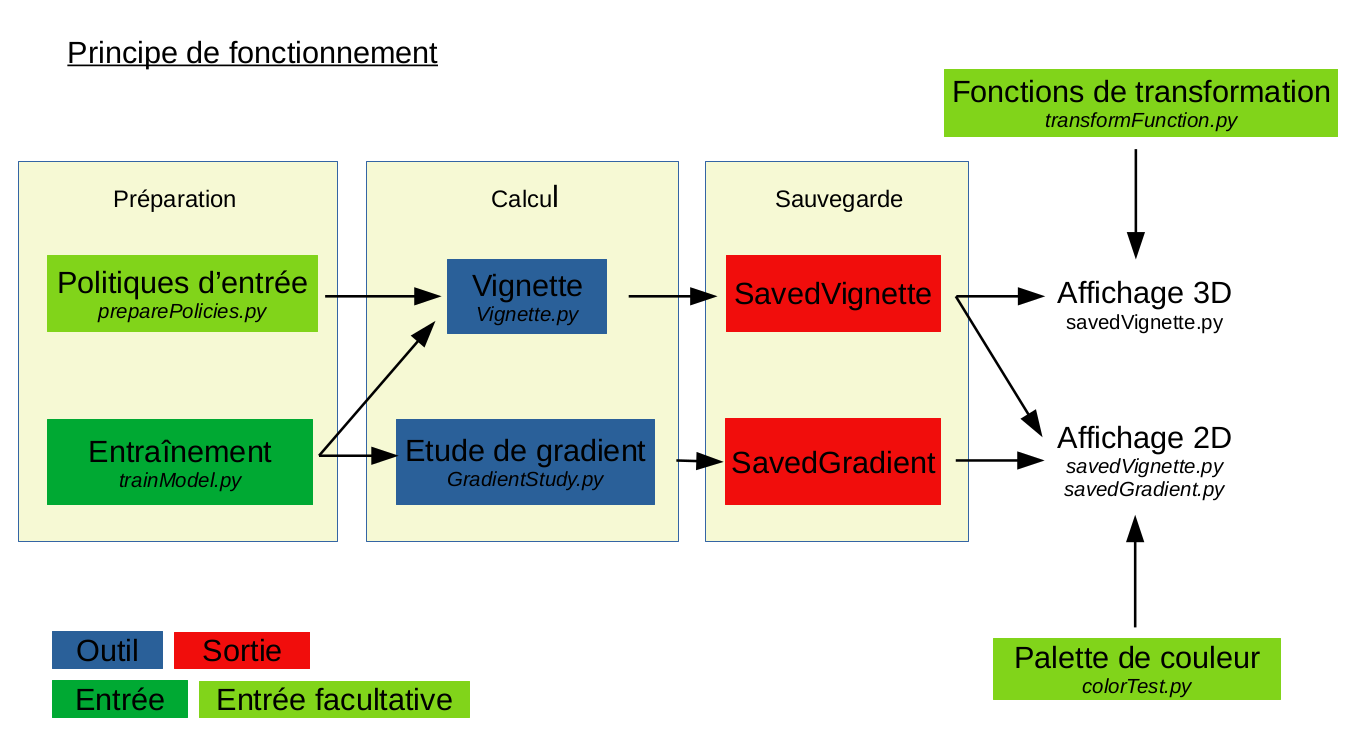 Principe de fonctionnement
Fonctions de transformation
transformFunction.py
Préparation
Calcul
Sauvegarde
Politiques d’entrée
preparePolicies.py
Vignette
Vignette.py
SavedVignette
Affichage 3D
savedVignette.py
Entraînement
trainModel.py
Etude de gradient
GradientStudy.py
SavedGradient
Affichage 2D
savedVignette.py
savedGradient.py
Outil
Sortie
Entrée
Entrée facultative
Palette de couleur
colorTest.py